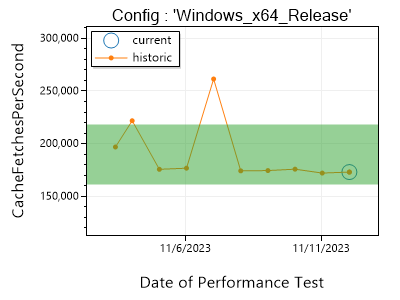 Config : 'Windows_x64_Release'
current
historic
300,000
250,000
200,000
150,000
CacheFetchesPerSecond
11/6/2023
11/11/2023
Date of Performance Test